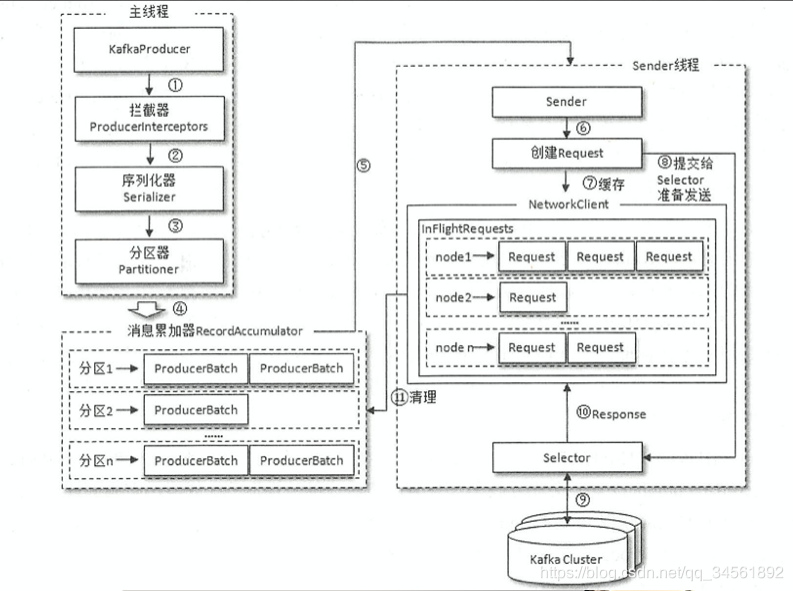 主线程
KafkaProducer
①
拦截器
ProducerInterceptors
②
序列化器
Serializer
③
分区器
Partitioner
④
消息累加器RecordAccumulator
分区1 ProducerBatch ProducerBatch
分区2 ProducerBatch
......
分区n ProducerBatch ProducerBatch
⑤
Sender线程
Sender
⑥
创建Request
⑦缓存
⑧提交给
Selector
准备发送
NetworkClient
InFlightRequests
node1 Request Request Request
node2 Request
......
node n Request Request
⑪清理
⑩Response
Selector
⑨
Kafka Cluster
https://blog.csdn.net/qq_34561892